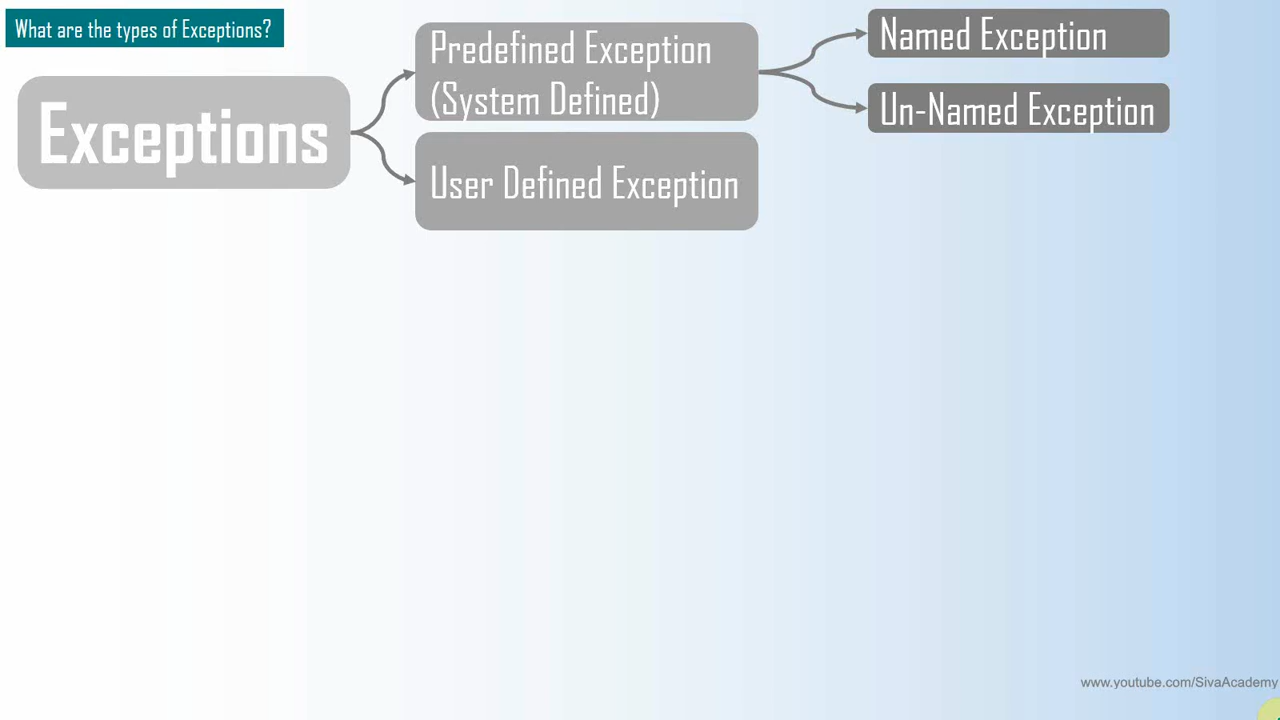 What are the types of Exceptions?
Exceptions
Predefined Exception
(System Defined)
User Defined Exception
Named Exception
Un-Named Exception
www.youtube.com/SivaAcademy